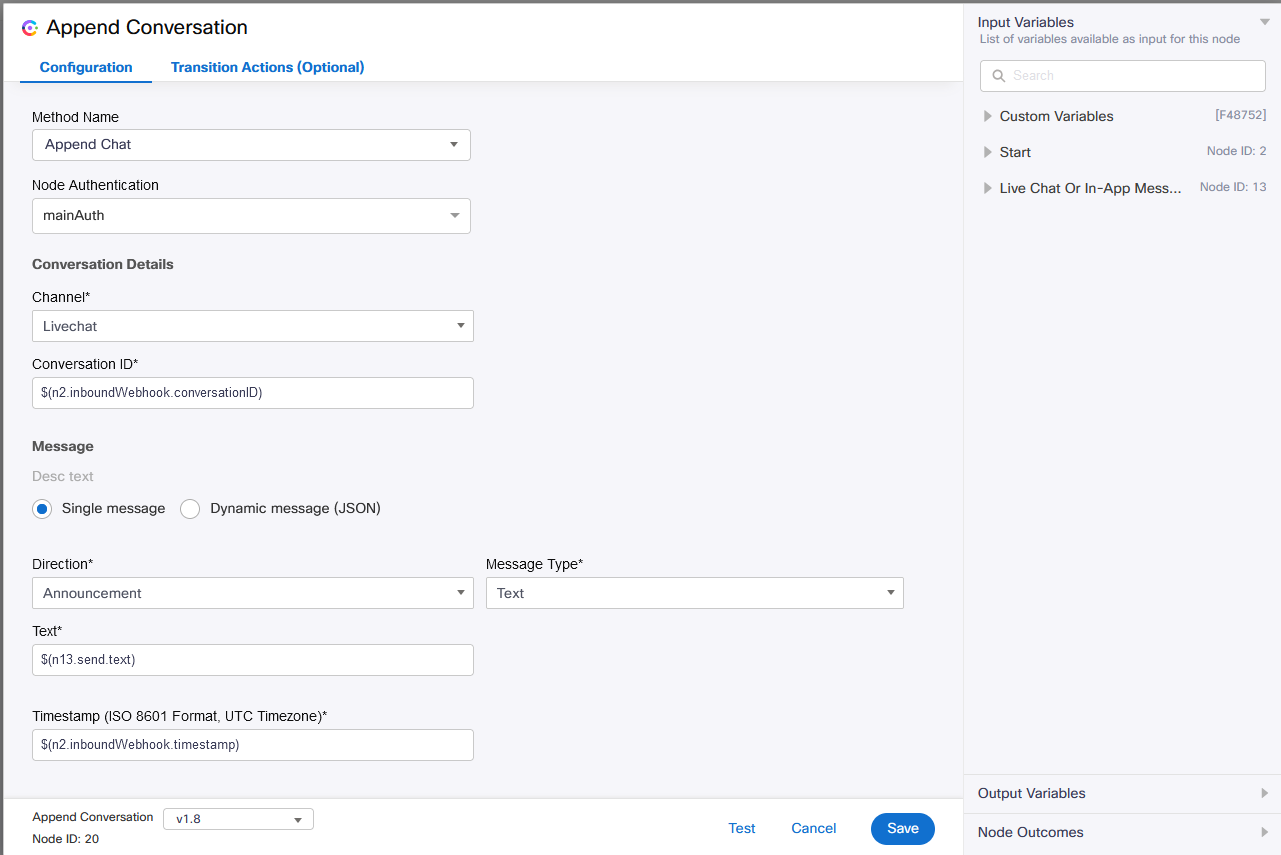 Append Conversation
Configuration
Transition Actions (Optional)
Method Name
Append Chat
Node Authentication
mainAuth
Conversation Details
Channel*
Livechat
Conversation ID*
$(n2.inboundWebhook.conversationID)
Message
Desc text
Single message
Dynamic message (JSON)
Direction*
Message Type*
Announcement
Text
Text*
$(n13.send.text)
Timestamp (ISO 8601 Format, UTC Timezone)*
$(n2.inboundWebhook.timestamp)
Append Conversation
v1.8
Node ID: 20
Test
Cancel
Save
Input Variables
List of variables available as input for this node
Search
Custom Variables
[F48752]
Start
Node ID: 2
Live Chat Or In-App Mess...
Node ID: 13
Output Variables
Node Outcomes